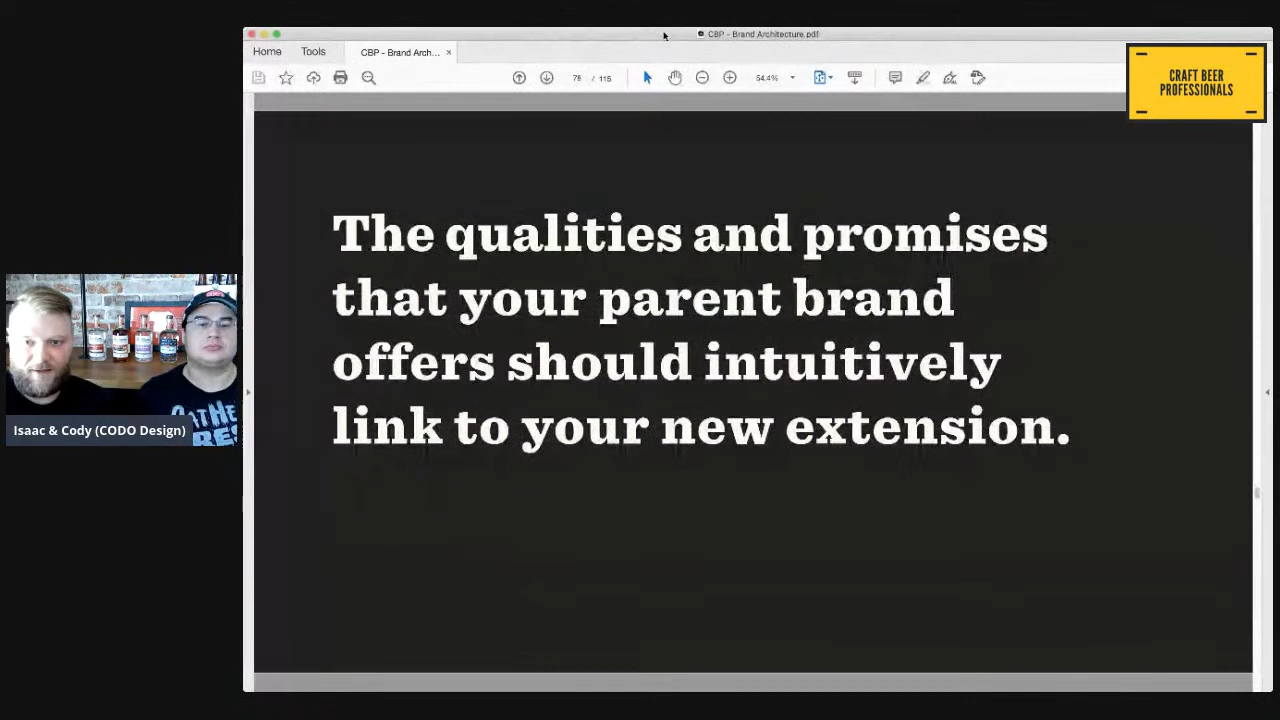 CBP - Brand Architecture.pdf
Home
Tools
CBP - Brand Arch...
×
76 / 115
54.4%
CRAFT BEER
PROFESSIONALS
The qualities and promises
that your parent brand
offers should intuitively
link to your new extension.
Isaac & Cody (CODO Design)